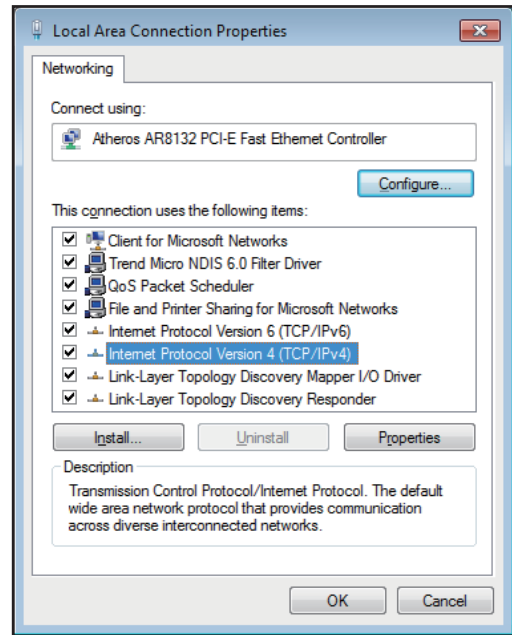 Local Area Connection Properties
Networking
Connect using:
Atheros AR8132 PCI-E Fast Ethernet Controller
Configure...
This connection uses the following items:
Client for Microsoft Networks
Trend Micro NDIS 6.0 Filter Driver
QoS Packet Scheduler
File and Printer Sharing for Microsoft Networks
Internet Protocol Version 6 (TCP/IPv6)
Internet Protocol Version 4 (TCP/IPv4)
Link-Layer Topology Discovery Mapper I/O Driver
Link-Layer Topology Discovery Responder
Install... Uninstall Properties
Description
Transmission Control Protocol/Internet Protocol. The default
wide area network protocol that provides communication
across diverse interconnected networks.
OK Cancel